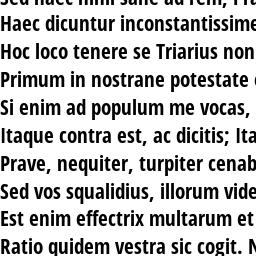 Sed haec nihil sane ad rem;
Haec dicuntur inconstantissime
Hoc loco tenere se Triarius non
Primum in nostrane potestate
Si enim ad populum me vocas,
Itaque contra est, ac dicitis; Ita
Prave, nequiter, turpiter cenab
Sed vos squalidius, illorum vide
Est enim effectrix multarum et
Ratio quidem vestra sic cogit. N